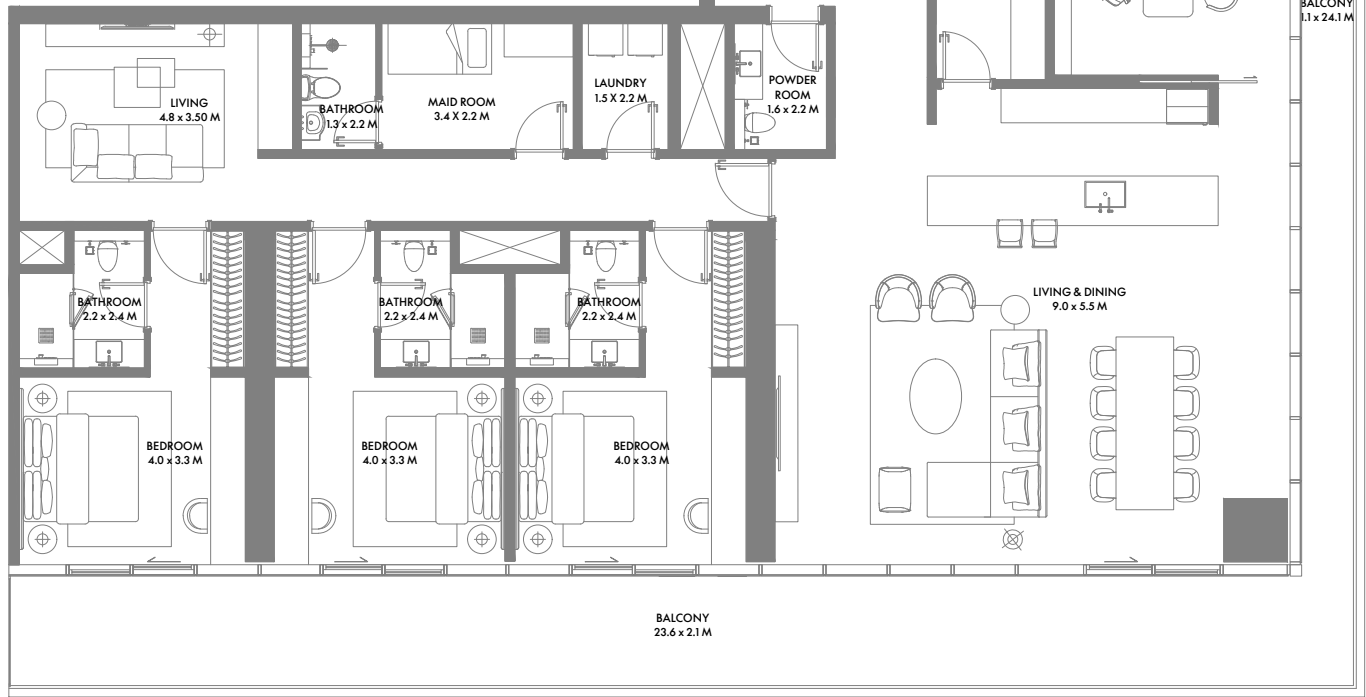 BALCONY
1.1 x 24.1 M
LIVING
4.8 x 3.50 M
BATHROOM
1.3 x 2.2 M
MAID ROOM
3.4 X 2.2 M
LAUNDRY
1.5 X 2.2 M
POWDER
ROOM
1.6 x 2.2 M
BATHROOM
2.2 x 2.4 M
BATHROOM
2.2 x 2.4 M
BATHROOM
2.2 x 2.4 M
LIVING & DINING
9.0 x 5.5 M
BEDROOM
4.0 x 3.3 M
BEDROOM
4.0 x 3.3 M
BEDROOM
4.0 x 3.3 M
BALCONY
23.6 x 2.1 M